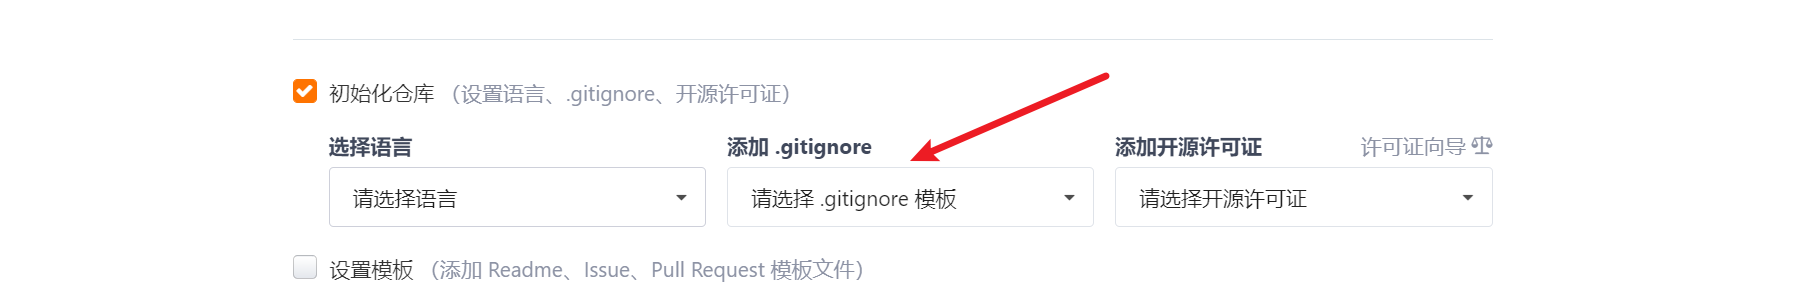 初始化仓库 （设置语言、.gitignore、开源许可证）
选择语言 添加 .gitignore 添加开源许可证 许可证向导
请选择语言 请选择 .gitignore 模板 请选择开源许可证
设置模板 （添加 Readme、Issue、Pull Request 模板文件）